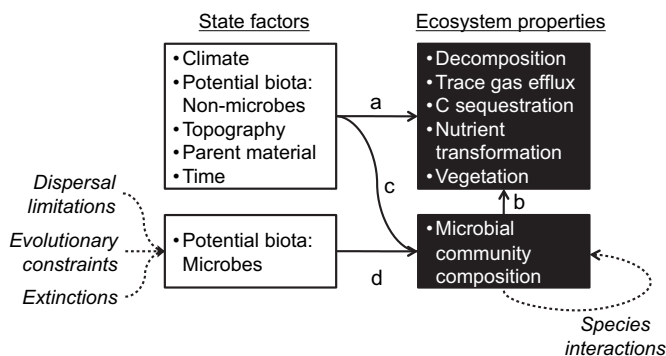 State factors
• Climate
• Potential biota:
Non-microbes
• Topography
• Parent material
• Time
Ecosystem properties
• Decomposition
• Trace gas efflux
• C sequestration
• Nutrient
transformation
• Vegetation
a
c
b
Dispersal
limitations
Evolutionary
constraints
Extinctions
• Potential biota:
Microbes
d
• Microbial
community
composition
Species
interactions